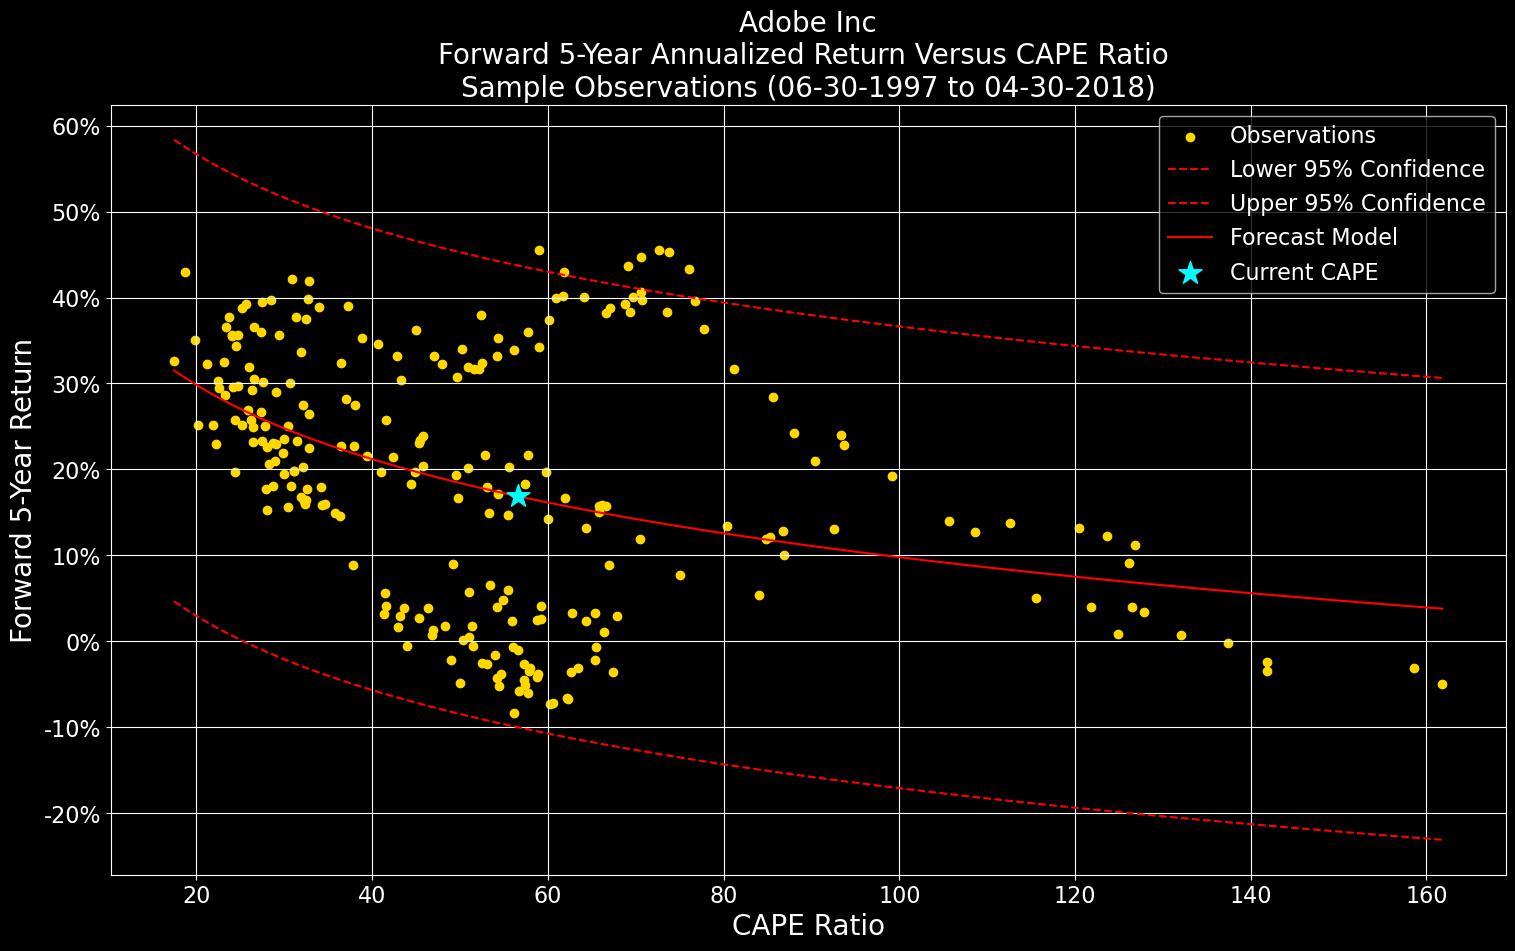 Adobe Inc
Forward 5-Year Annualized Return Versus CAPE Ratio
Sample Observations (06-30-1997 to 04-30-2018)
Observations
Lower 95% Confidence
Upper 95% Confidence
Forecast Model
Current CAPE
Forward 5-Year Return
60%
50%
40%
30%
20%
10%
0%
-10%
-20%
20 40 60 80 100 120 140 160
CAPE Ratio